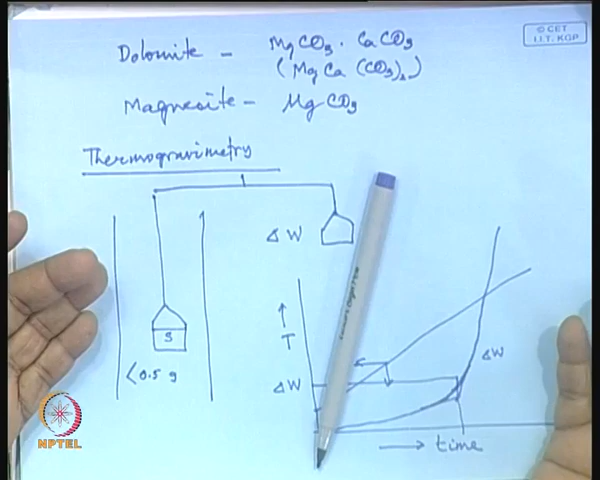 © CET
I.I.T. KGP
Dolomite - MgCO3 . CaCO3
(MgCa (CO3)2)
Magnesite - MgCO3
Thermogravimetry
ΔW
S
< 0.5 g
↑
T
ΔW
ΔW
→ time
NPTEL